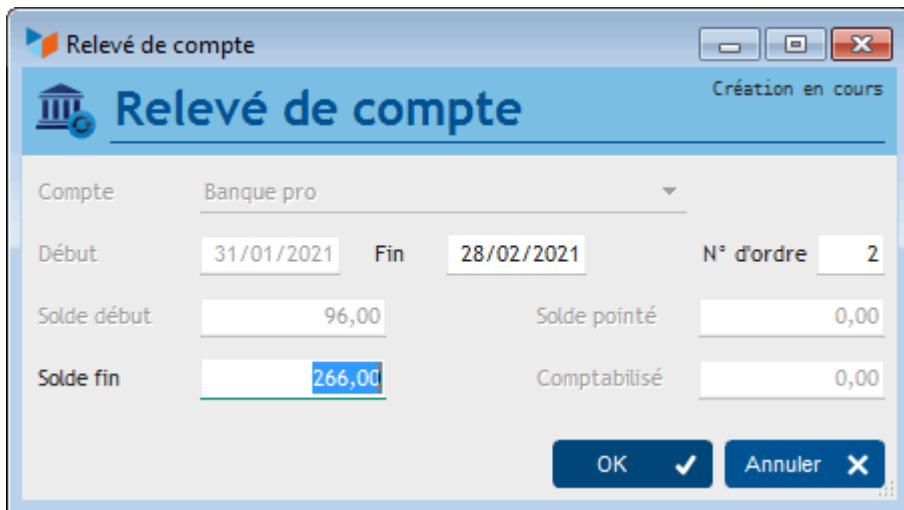 Relevé de compte
Création en cours
Relevé de compte
Compte Banque pro
Début 31/01/2021 Fin 28/02/2021 N° d'ordre 2
Solde début 96,00 Solde pointé 0,00
Solde fin 266,00 Comptabilisé 0,00
OK Annuler